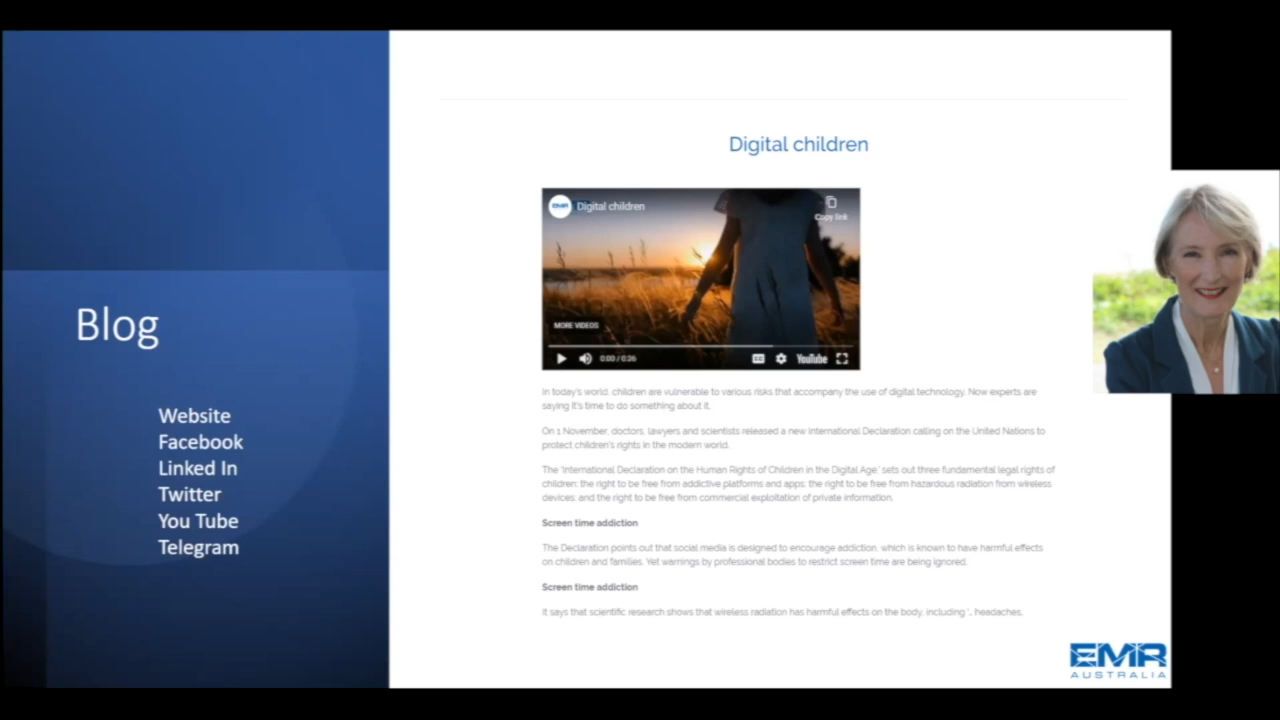 Blog
Website
Facebook
Linked In
Twitter
You Tube
Telegram
Digital children
EMR
Digital children
Copy link
MORE VIDEOS
0:00 / 0:36
CC
YouTube
In today's world, children are vulnerable to various risks that accompany the use of digital technology. Now experts are
saying it's time to do something about it.
On 1 November, doctors, lawyers and scientists released a new international Declaration calling on the United Nations to
protect children's rights in the modern world.
The 'International Declaration on the Human Rights of Children in the Digital Age' sets out three fundamental legal rights of
children: the right to be free from addictive platforms and apps; the right to be free from hazardous radiation from wireless
devices; and the right to be free from commercial exploitation of private information.
Screen time addiction
The Declaration points out that social media is designed to encourage addiction, which is known to have harmful effects
on children and families. Yet warnings by professional bodies to restrict screen time are being ignored.
Screen time addiction
It says that scientific research shows that wireless radiation has harmful effects on the body, including '… headaches,
EMR
AUSTRALIA